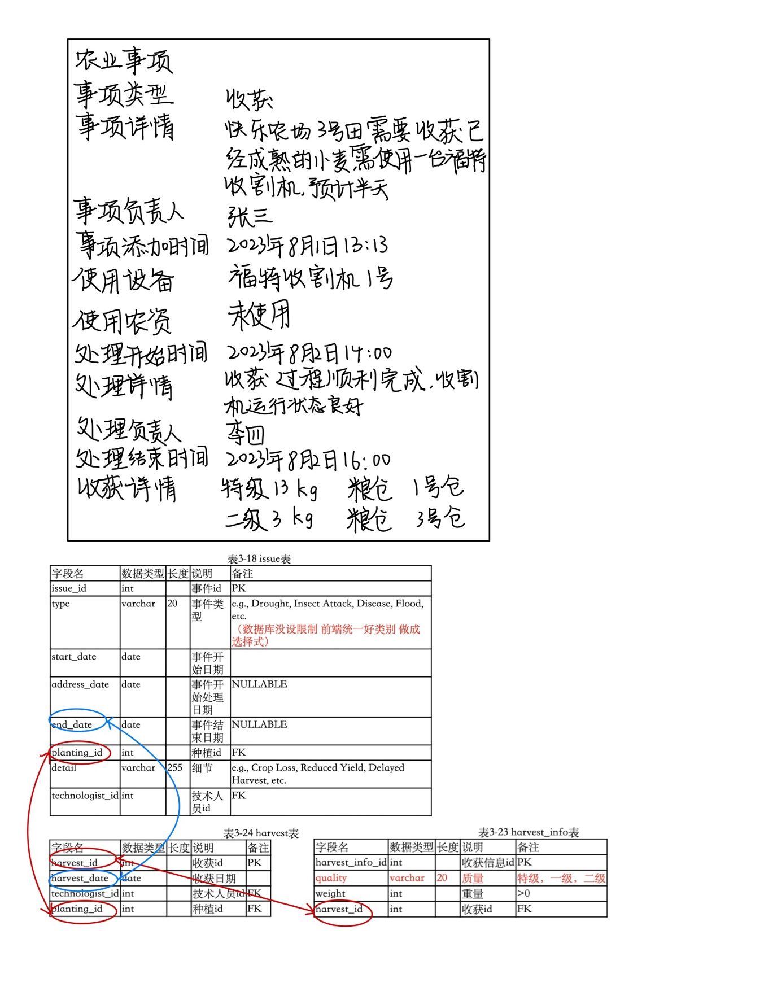 农业事项
事项类型 收获
事项详情 快乐农场3号田需要收获已
经成熟的小麦需使用一台福特
收割机,预计半天
事项负责人 张三
事项添加时间 2023年8月1日13:13
使用设备 福特收割机1号
使用农资 未使用
处理开始时间 2023年8月2日14:00
处理详情 收获过程顺利完成,收割
机运行状态良好
处理负责人 李四
处理结束时间 2023年8月2日16:00
收获详情 特级13kg 粮仓 1号仓
二级3kg 粮仓 3号仓
表3-18 issue表
字段名 数据类型 长度 说明 备注
issue_id int 事件id PK
type varchar 20 事件类 e.g., Drought, Insect Attack, Disease, Flood,
型 etc.
(数据库没设限制 前端统一好类别 做成
选择式)
start_date date 事件开
始日期
address_date date 事件开 NULLABLE
始处理
日期
end_date date 事件结 NULLABLE
束日期
planting_id int 种植id FK
detail varchar 255 细节 e.g., Crop Loss, Reduced Yield, Delayed
Harvest, etc.
technologist_id int 技术人 FK
员id
表3-24 harvest表
字段名 数据类型 长度 说明 备注
harvest_id int 收获id PK
harvest_date date 收获日期
technologist_id int 技术人员id FK
planting_id int 种植id FK
表3-23 harvest_info表
字段名 数据类型 长度 说明 备注
harvest_info_id int 收获信息id PK
quality varchar 20 质量 特级，一级，二级
weight int 重量 >0
harvest_id int 收获id FK